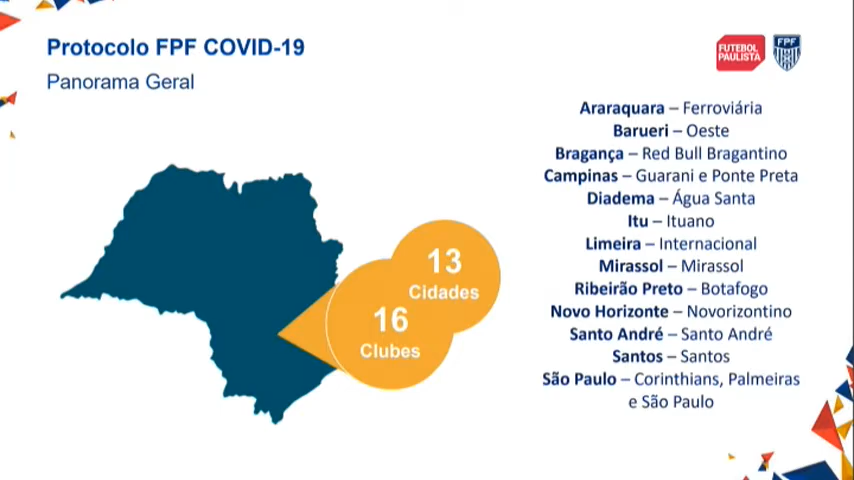 Protocolo FPF COVID-19
Panorama Geral
FUTEBOL
PAULISTA
FPF
Araraquara – Ferroviária
Barueri – Oeste
Bragança – Red Bull Bragantino
Campinas – Guarani e Ponte Preta
Diadema – Água Santa
Itu – Ituano
Limeira – Internacional
Mirassol – Mirassol
Ribeirão Preto – Botafogo
Novo Horizonte – Novorizontino
Santo André – Santo André
Santos – Santos
São Paulo – Corinthians, Palmeiras
e São Paulo
13
Cidades
16
Clubes